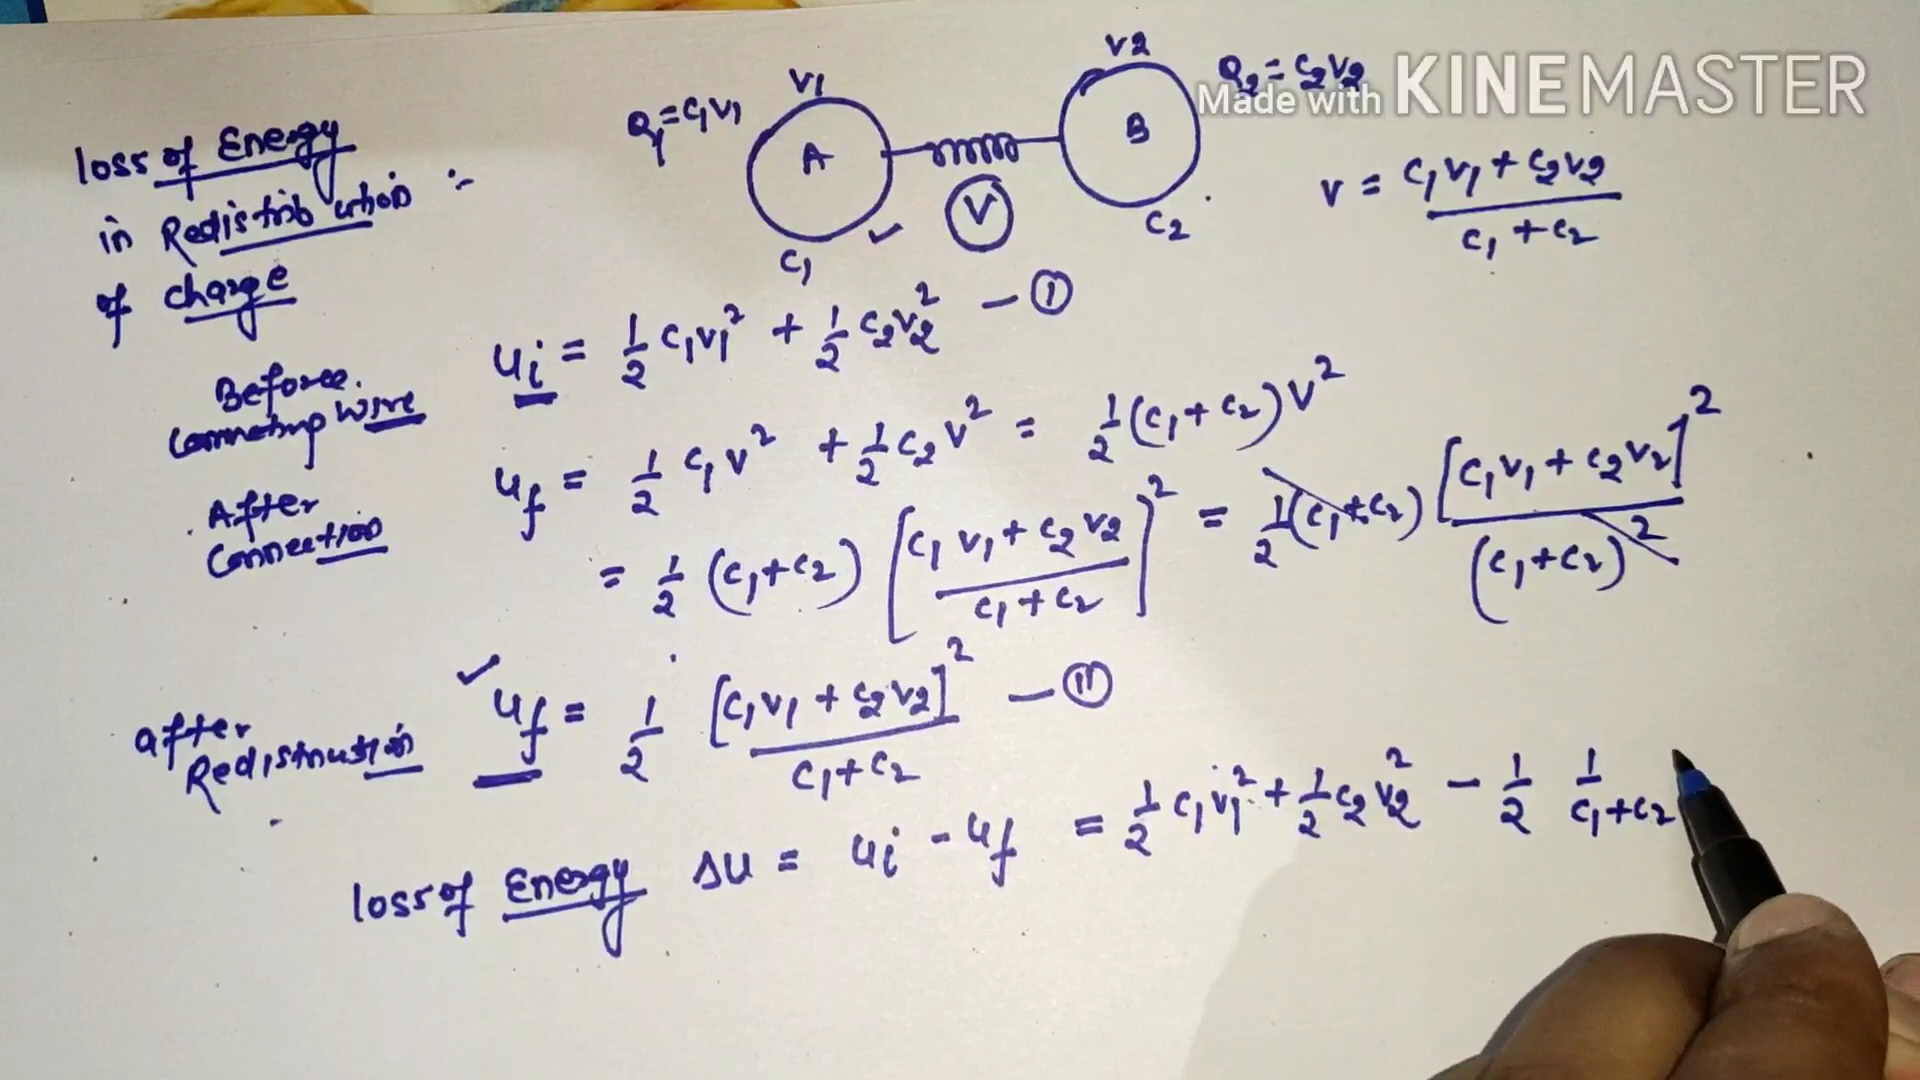 loss of Energy
in Redistribution :-
of charge
V1
Q1 = C1V1
A
C1
V
V2
B
C2
Q2 = C2V2
Made with KINEMASTER
V = C1V1 + C2V2 / C1 + C2
Before
Connecting Wire
Ui = 1/2 C1V1² + 1/2 C2V2² — (I)
After
Connection
Uf = 1/2 C1V² + 1/2 C2V² = 1/2 (C1 + C2) V²
= 1/2 (C1+C2) [C1V1 + C2V2 / C1 + C2]² = 1/2 (C1+C2) [C1V1 + C2V2]² / (C1+C2)²
after
Redistrution
Uf = 1/2 [C1V1 + C2V2]² / C1+C2 — (II)
loss of Energy ΔU = Ui - Uf = 1/2 C1V1² + 1/2 C2V2² - 1/2 1/C1+C2